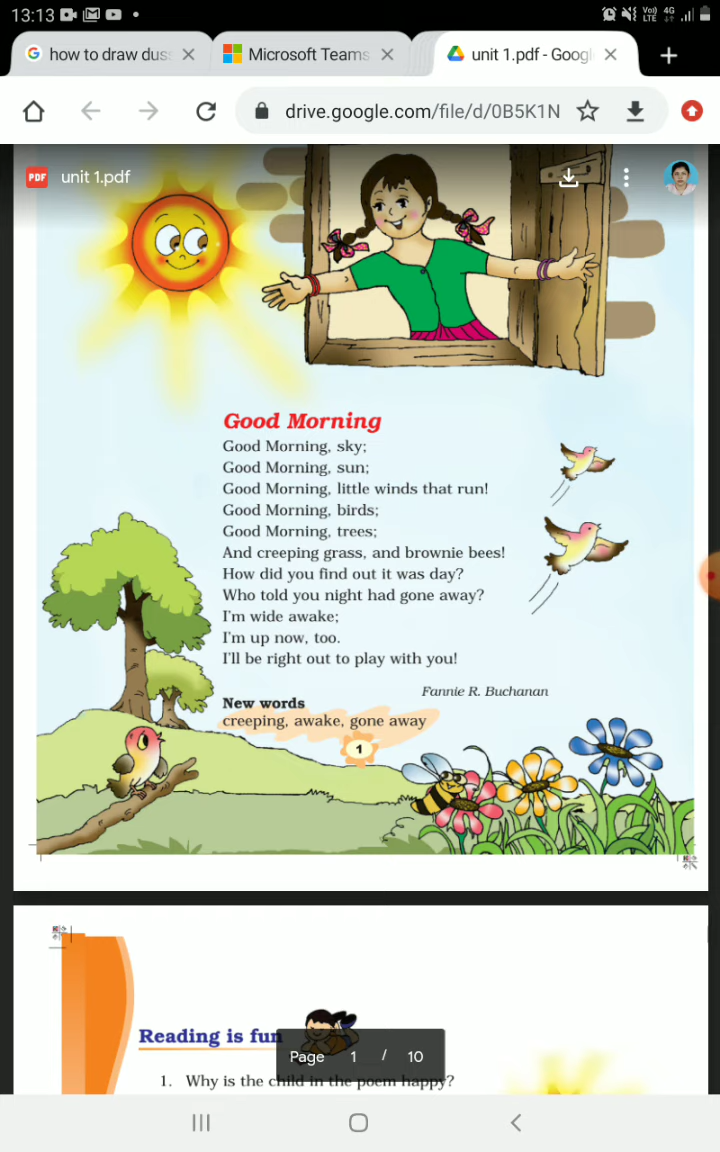 13:13
Vo)) LTE 4G
how to draw dus
Microsoft Teams
unit 1.pdf - Googl
drive.google.com/file/d/0B5K1N
PDF unit 1.pdf
Good Morning
Good Morning, sky;
Good Morning, sun;
Good Morning, little winds that run!
Good Morning, birds;
Good Morning, trees;
And creeping grass, and brownie bees!
How did you find out it was day?
Who told you night had gone away?
I'm wide awake;
I'm up now, too.
I'll be right out to play with you!
Fannie R. Buchanan
New words
creeping, awake, gone away
1
Reading is fun
Page 1 / 10
1. Why is the child in the poem happy?